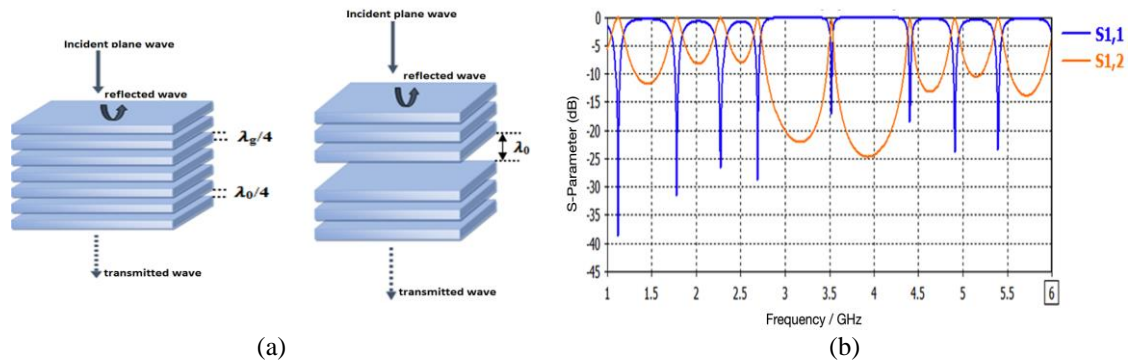 Incident plane wave
reflected wave
λg/4
λ0/4
transmitted wave
Incident plane wave
reflected wave
λ0
transmitted wave
(a)
S-Parameter (dB)
0
-5
-10
-15
-20
-25
-30
-35
-40
-45
1 1.5 2 2.5 3 3.5 4 4.5 5 5.5 6
Frequency / GHz
S1,1
S1,2
(b)